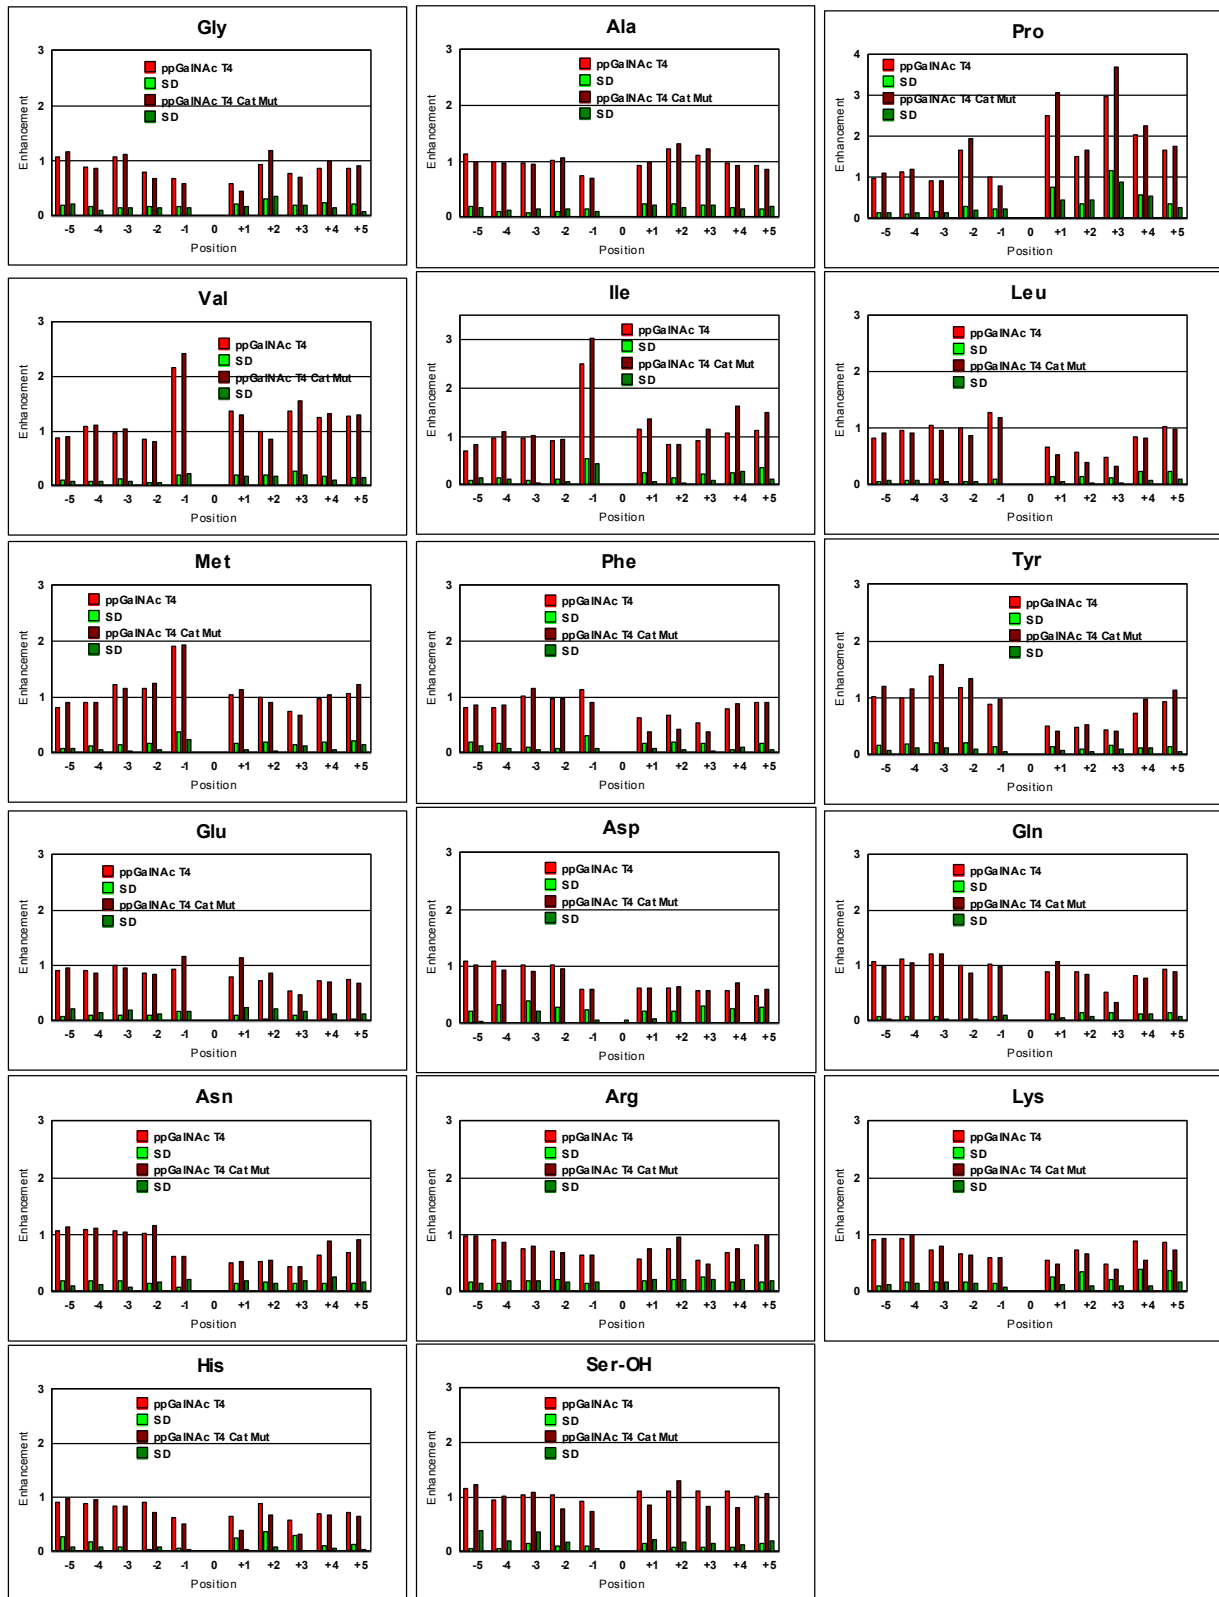 Gly
Enhancement
3
2
1
0
ppGalNAc T4
SD
ppGalNAc T4 Cat Mut
SD
-5 -4 -3 -2 -1 0 +1 +2 +3 +4 +5
Position
Ala
Enhancement
3
2
1
0
ppGalNAc T4
SD
ppGalNAc T4 Cat Mut
SD
-5 -4 -3 -2 -1 0 +1 +2 +3 +4 +5
Position
Pro
Enhancement
4
3
2
1
0
ppGalNAc T4
SD
ppGalNAc T4 Cat Mut
SD
-5 -4 -3 -2 -1 0 +1 +2 +3 +4 +5
Position
Val
Enhancement
3
2
1
0
ppGalNAc T4
SD
ppGalNAc T4 Cat Mut
SD
-5 -4 -3 -2 -1 0 +1 +2 +3 +4 +5
Position
Ile
Enhancement
3
2
1
0
ppGalNAc T4
SD
ppGalNAc T4 Cat Mut
SD
-5 -4 -3 -2 -1 0 +1 +2 +3 +4 +5
Position
Leu
Enhancement
3
2
1
0
ppGalNAc T4
SD
ppGalNAc T4 Cat Mut
SD
-5 -4 -3 -2 -1 0 +1 +2 +3 +4 +5
Position
Met
Enhancement
3
2
1
0
ppGalNAc T4
SD
ppGalNAc T4 Cat Mut
SD
-5 -4 -3 -2 -1 0 +1 +2 +3 +4 +5
Position
Phe
Enhancement
3
2
1
0
ppGalNAc T4
SD
ppGalNAc T4 Cat Mut
SD
-5 -4 -3 -2 -1 0 +1 +2 +3 +4 +5
Position
Tyr
Enhancement
3
2
1
0
ppGalNAc T4
SD
ppGalNAc T4 Cat Mut
SD
-5 -4 -3 -2 -1 0 +1 +2 +3 +4 +5
Position
Glu
Enhancement
3
2
1
0
ppGalNAc T4
SD
ppGalNAc T4 Cat Mut
SD
-5 -4 -3 -2 -1 0 +1 +2 +3 +4 +5
Position
Asp
Enhancement
3
2
1
0
ppGalNAc T4
SD
ppGalNAc T4 Cat Mut
SD
-5 -4 -3 -2 -1 0 +1 +2 +3 +4 +5
Position
Gln
Enhancement
3
2
1
0
ppGalNAc T4
SD
ppGalNAc T4 Cat Mut
SD
-5 -4 -3 -2 -1 0 +1 +2 +3 +4 +5
Position
Asn
Enhancement
3
2
1
0
ppGalNAc T4
SD
ppGalNAc T4 Cat Mut
SD
-5 -4 -3 -2 -1 0 +1 +2 +3 +4 +5
Position
Arg
Enhancement
3
2
1
0
ppGalNAc T4
SD
ppGalNAc T4 Cat Mut
SD
-5 -4 -3 -2 -1 0 +1 +2 +3 +4 +5
Position
Lys
Enhancement
3
2
1
0
ppGalNAc T4
SD
ppGalNAc T4 Cat Mut
SD
-5 -4 -3 -2 -1 0 +1 +2 +3 +4 +5
Position
His
Enhancement
3
2
1
0
ppGalNAc T4
SD
ppGalNAc T4 Cat Mut
SD
-5 -4 -3 -2 -1 0 +1 +2 +3 +4 +5
Position
Ser-OH
Enhancement
3
2
1
0
ppGalNAc T4
SD
ppGalNAc T4 Cat Mut
SD
-5 -4 -3 -2 -1 0 +1 +2 +3 +4 +5
Position